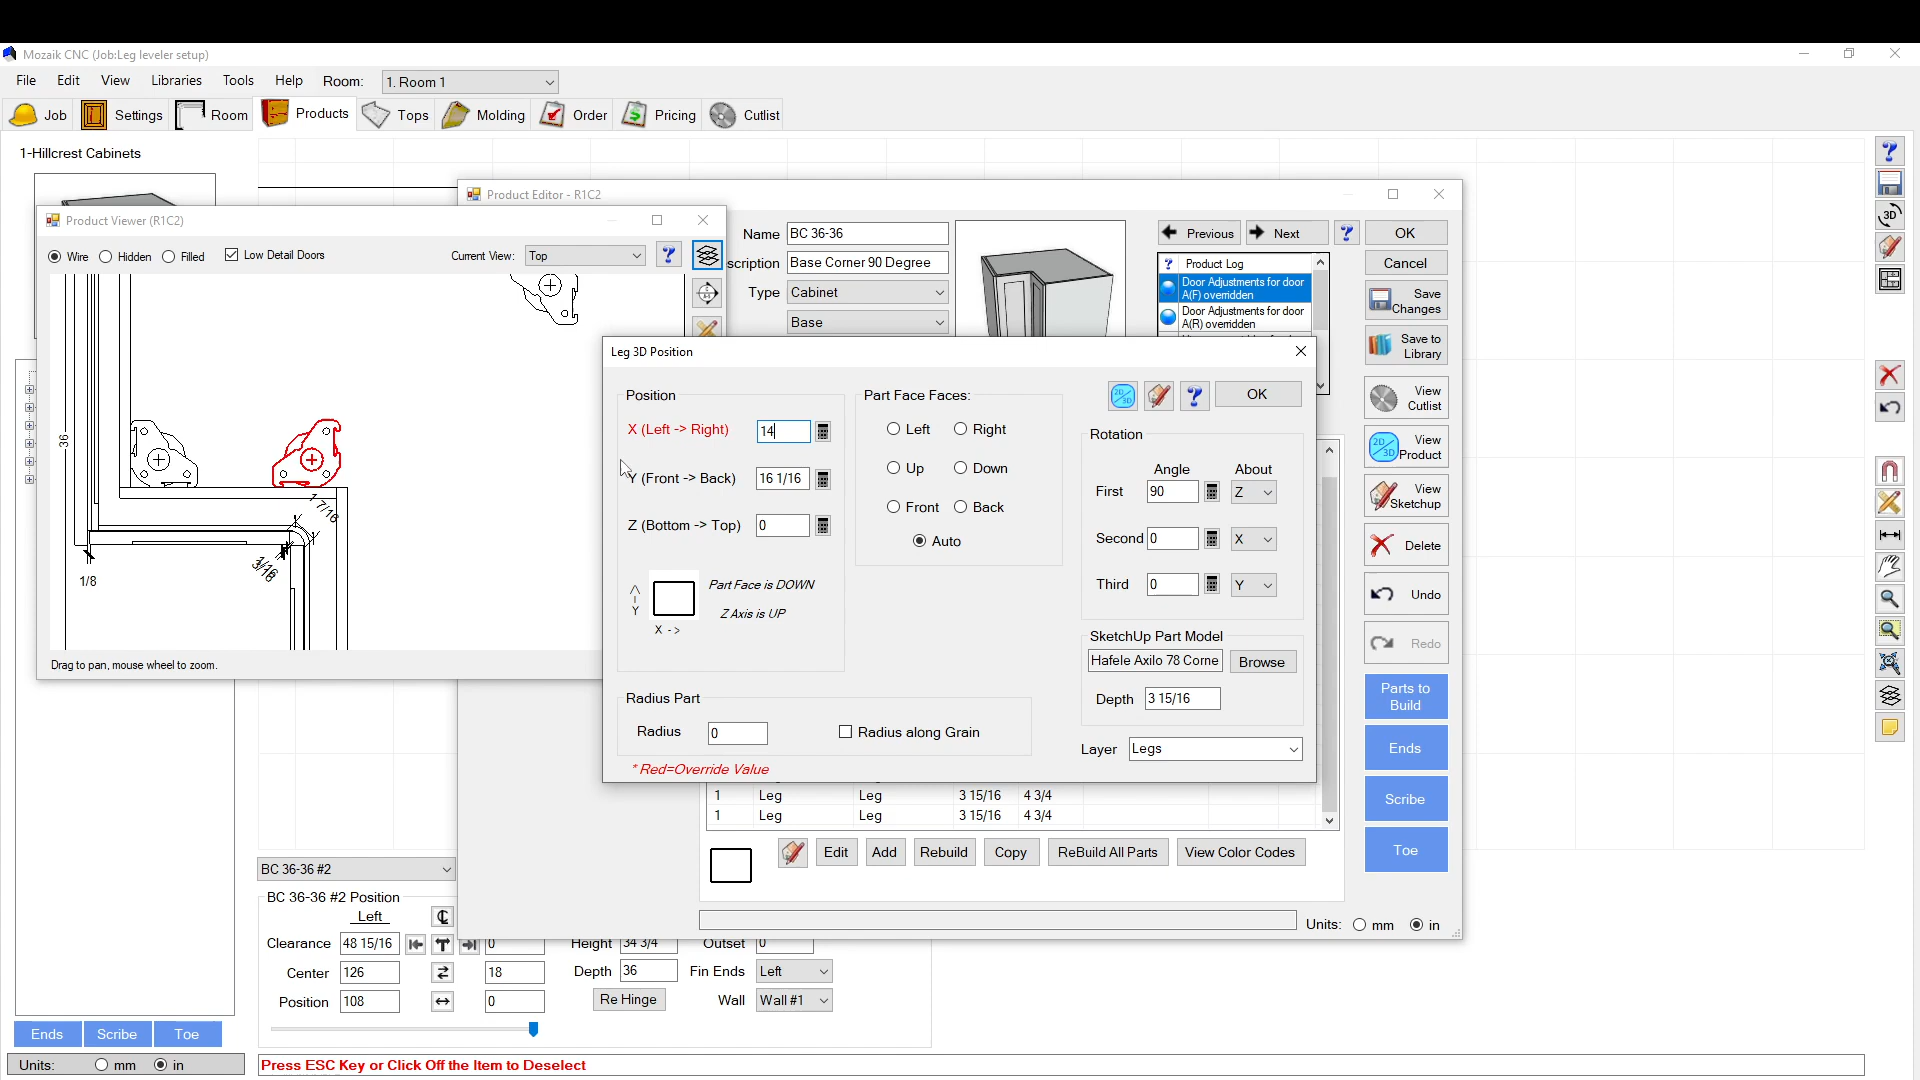 Mozaik CNC (Job:Leg leveler setup)
File Edit View Libraries Tools Help Room: 1. Room 1
Job Settings Room Products Tops Molding Order Pricing Cutlist
1-Hillcrest Cabinets
Product Viewer (R1C2)
Wire Hidden Filled Low Detail Doors Current View: Top
36
1 7/16
1/16
3/16
1/8
Drag to pan, mouse wheel to zoom.
Product Editor - R1C2
Name BC 36-36
scription Base Corner 90 Degree
Type Cabinet
Base
Previous Next OK
Product Log
Door Adjustments for door
A(F) overridden
Door Adjustments for door
A(R) overridden
Cancel
Save
Changes
Save to
Library
View
Cutlist
View
Product
View
Sketchup
Delete
Undo
Redo
Parts to
Build
Ends
Scribe
Toe
Leg 3D Position
Position
X (Left -> Right) 14
Y (Front -> Back) 16 1/16
Z (Bottom -> Top) 0
Part Face is DOWN
Z Axis is UP
Y
X ->
Part Face Faces:
Left Right
Up Down
Front Back
Auto
2D/3D OK
Rotation
Angle About
First 90 Z
Second 0 X
Third 0 Y
SketchUp Part Model
Hafele Axilo 78 Corne Browse
Depth 3 15/16
Layer Legs
Radius Part
Radius 0 Radius along Grain
* Red=Override Value
1 Leg Leg 3 15/16 4 3/4
1 Leg Leg 3 15/16 4 3/4
Edit Add Rebuild Copy ReBuild All Parts View Color Codes
Units: mm in
BC 36-36 #2
BC 36-36 #2 Position
Left
Clearance 48 15/16 0
Center 126 18
Position 108 0
Height 34 3/4 Outset 0
Depth 36 Fin Ends Left
Re Hinge Wall Wall #1
Ends Scribe Toe
Units: mm in
Press ESC Key or Click Off the Item to Deselect